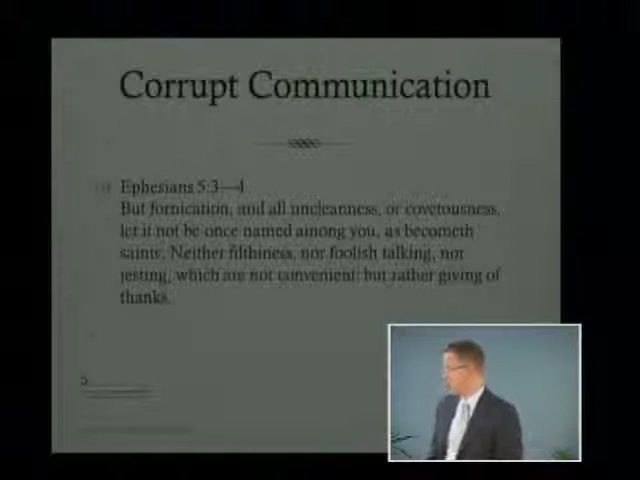 Corrupt Communication
Ephesians 5:3—4
But fornication, and all uncleanness, or covetousness,
let it not be once named among you, as becometh
saints; Neither filthiness, nor foolish talking, nor
jesting, which are not convenient: but rather giving of
thanks.